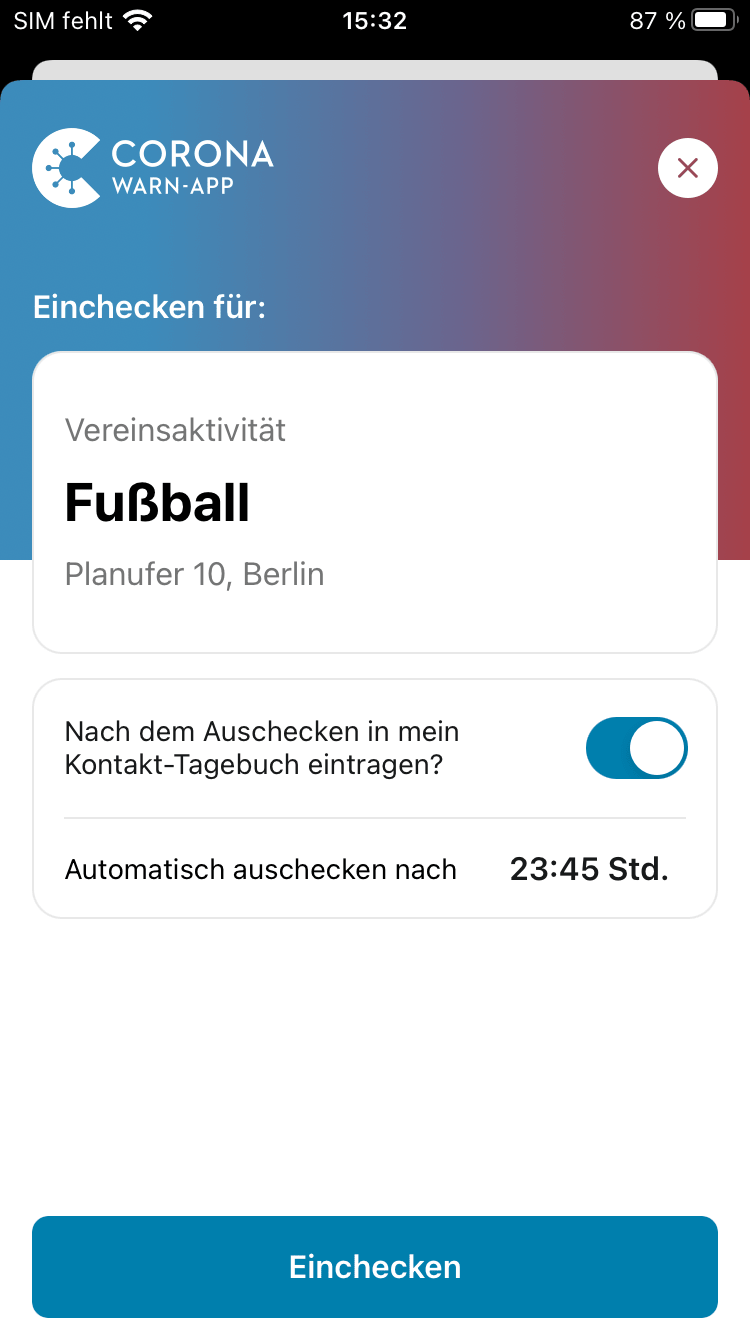 SIM fehlt 15:32 87 %
CORONA
WARN-APP
Einchecken für:
Vereinsaktivität
Fußball
Planufer 10, Berlin
Nach dem Auschecken in mein
Kontakt-Tagebuch eintragen?
Automatisch auschecken nach 23:45 Std.
Einchecken